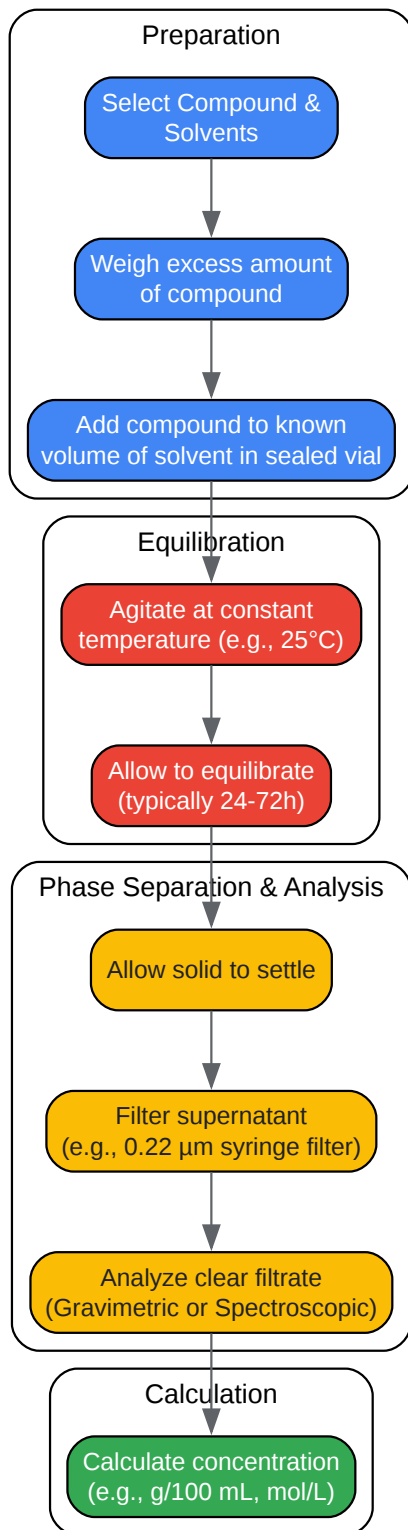 Preparation
Select Compound &
Solvents
Weigh excess amount
of compound
Add compound to known
volume of solvent in sealed vial
Equilibration
Agitate at constant
temperature (e.g., 25°C)
Allow to equilibrate
(typically 24-72h)
Phase Separation & Analysis
Allow solid to settle
Filter supernatant
(e.g., 0.22 µm syringe filter)
Analyze clear filtrate
(Gravimetric or Spectroscopic)
Calculation
Calculate concentration
(e.g., g/100 mL, mol/L)